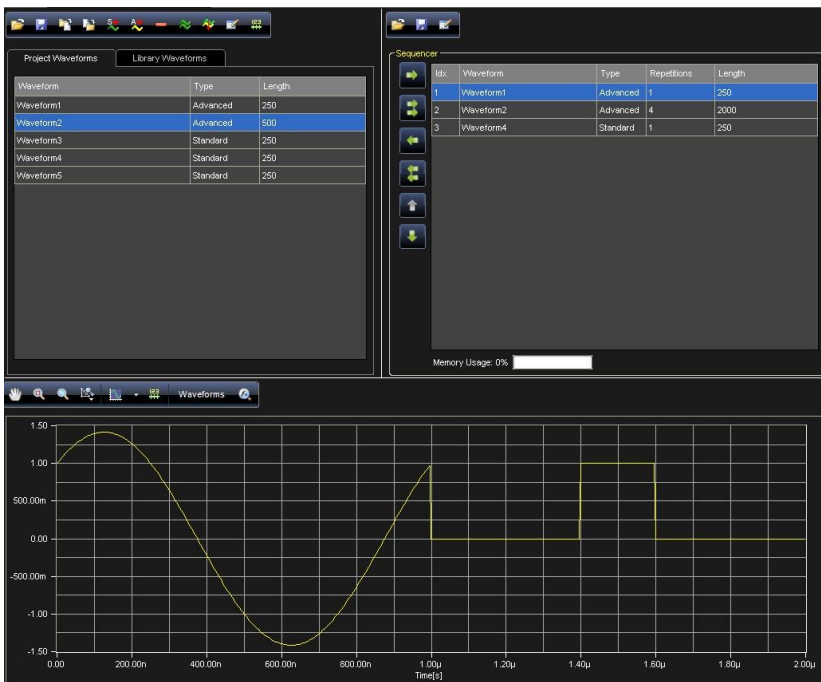 Project Waveforms
Library Waveforms
Waveform Type Length
Waveform1 Advanced 250
Waveform2 Advanced 500
Waveform3 Standard 250
Waveform4 Standard 250
Waveform5 Standard 250
Sequencer
Idx Waveform Type Repetitions Length
1 Waveform1 Advanced 1 250
2 Waveform2 Advanced 4 2000
3 Waveform4 Standard 1 250
Memory Usage: 0%
Waveforms
1.50
1.00
500.00m
0.00
-500.00m
-1.00
-1.50
0.00 200.00n 400.00n 600.00n 800.00n 1.00µ 1.20µ 1.40µ 1.60µ 1.80µ 2.00µ
Time[s]